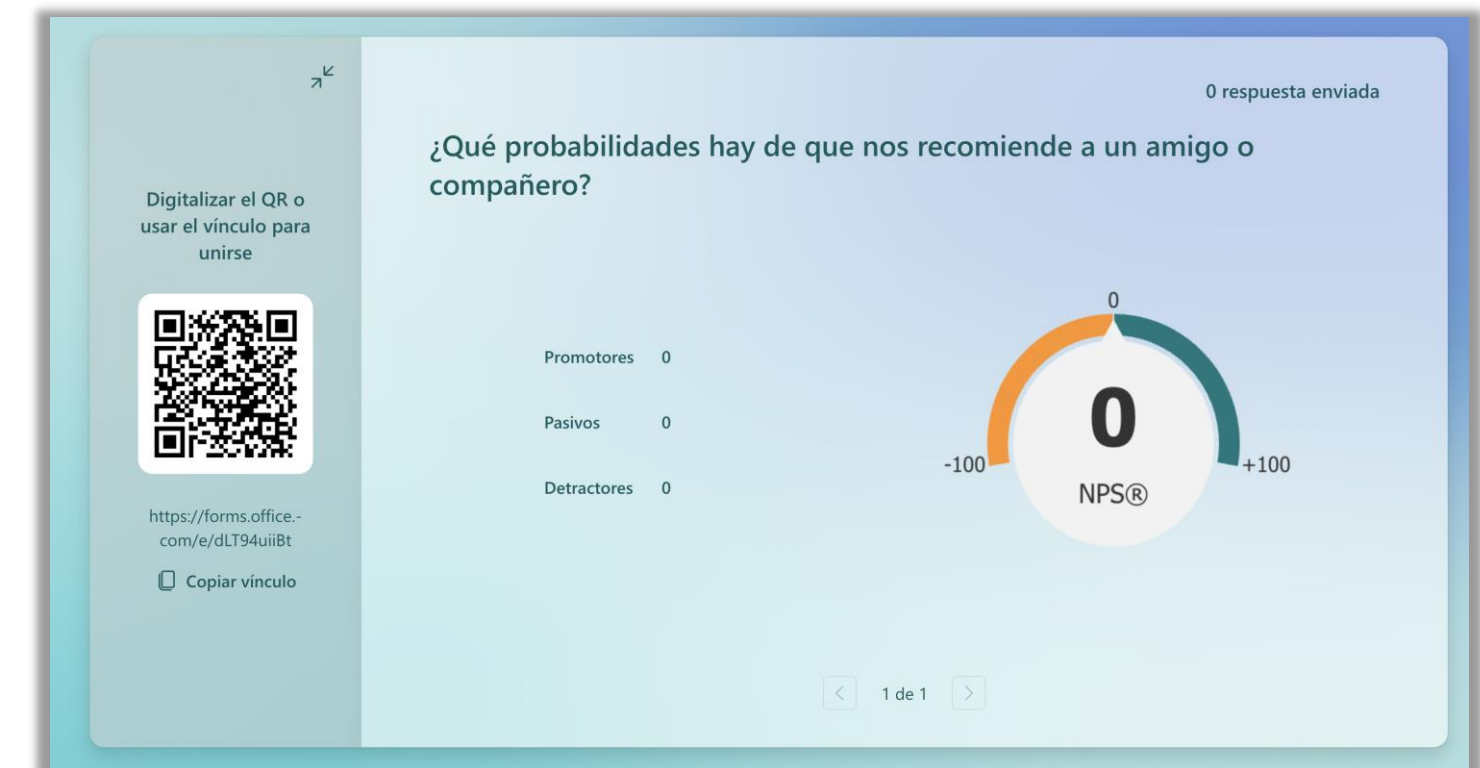 Digitalizar el QR o
usar el vínculo para
unirse
https://forms.office.-
com/e/dLT94uiiBt
Copiar vínculo
0 respuesta enviada
¿Qué probabilidades hay de que nos recomiende a un amigo o
compañero?
Promotores 0
Pasivos 0
Detractores 0
0
-100
+100
0
NPS®
1 de 1